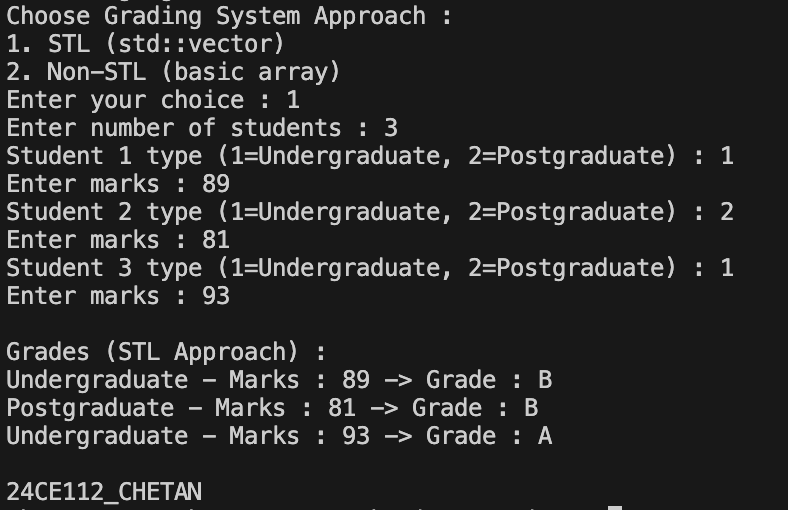 Choose Grading System Approach :
1. STL (std::vector)
2. Non-STL (basic array)
Enter your choice : 1
Enter number of students : 3
Student 1 type (1=Undergraduate, 2=Postgraduate) : 1
Enter marks : 89
Student 2 type (1=Undergraduate, 2=Postgraduate) : 2
Enter marks : 81
Student 3 type (1=Undergraduate, 2=Postgraduate) : 1
Enter marks : 93
Grades (STL Approach) :
Undergraduate - Marks : 89 -> Grade : B
Postgraduate - Marks : 81 -> Grade : B
Undergraduate - Marks : 93 -> Grade : A
24CE112_CHETAN